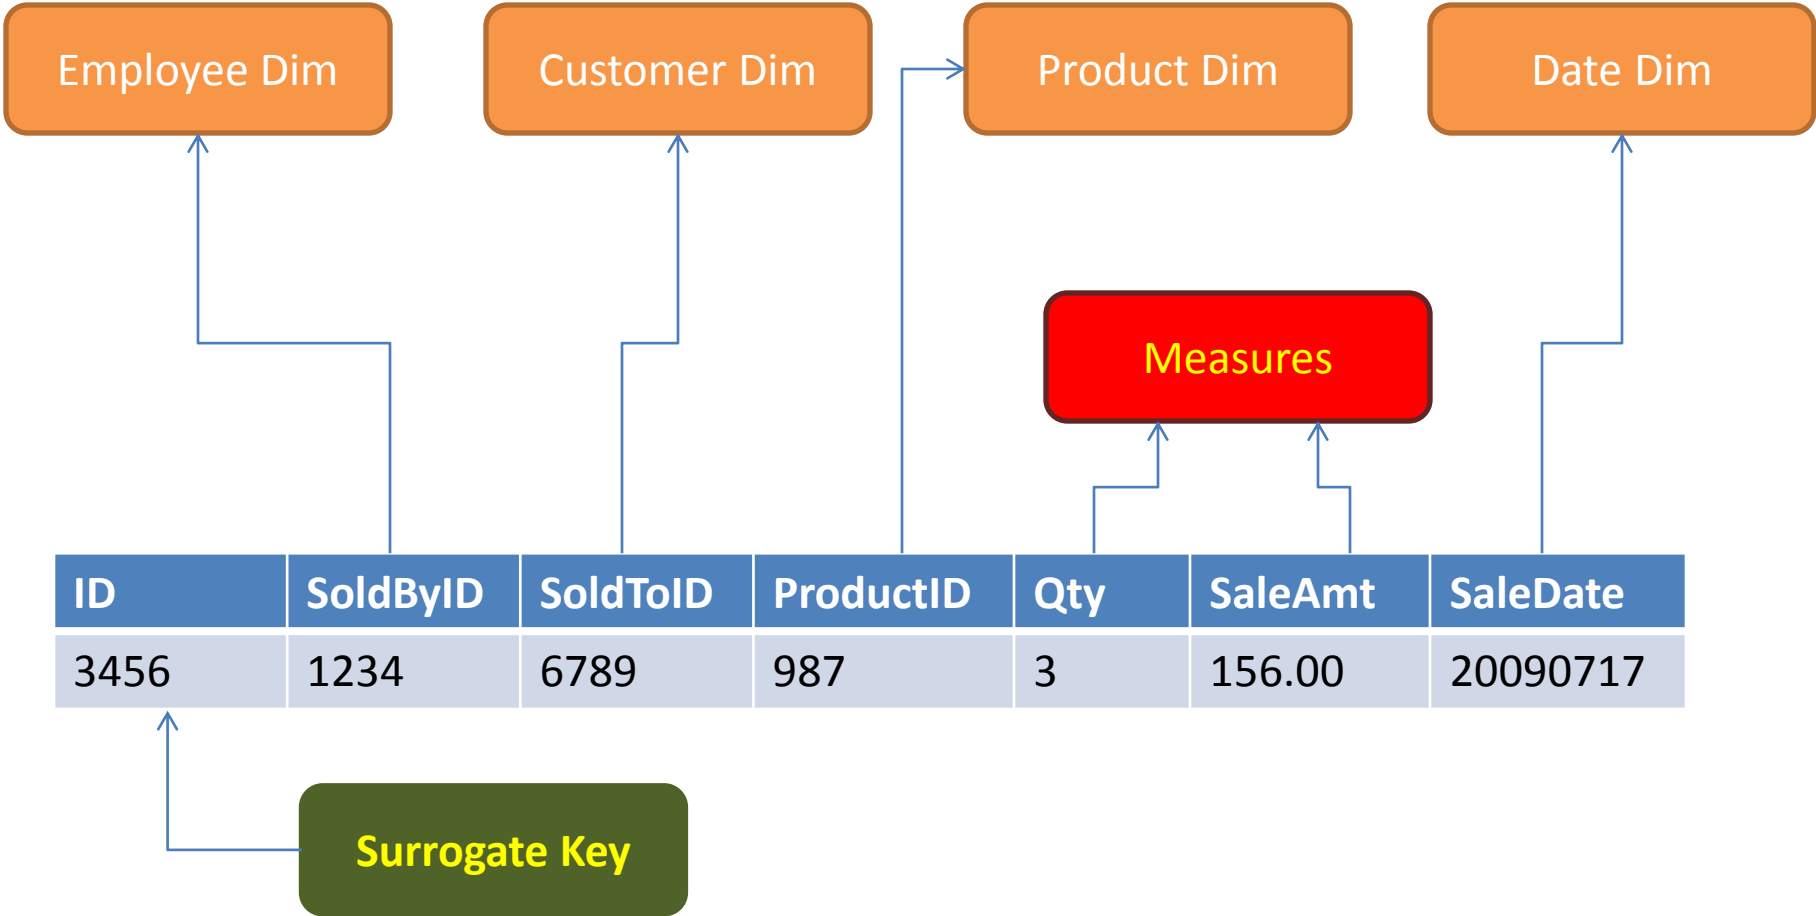 Employee Dim
Customer Dim
Product Dim
Date Dim
Measures
ID SoldByID SoldToID ProductID Qty SaleAmt SaleDate
3456 1234 6789 987 3 156.00 20090717
Surrogate Key